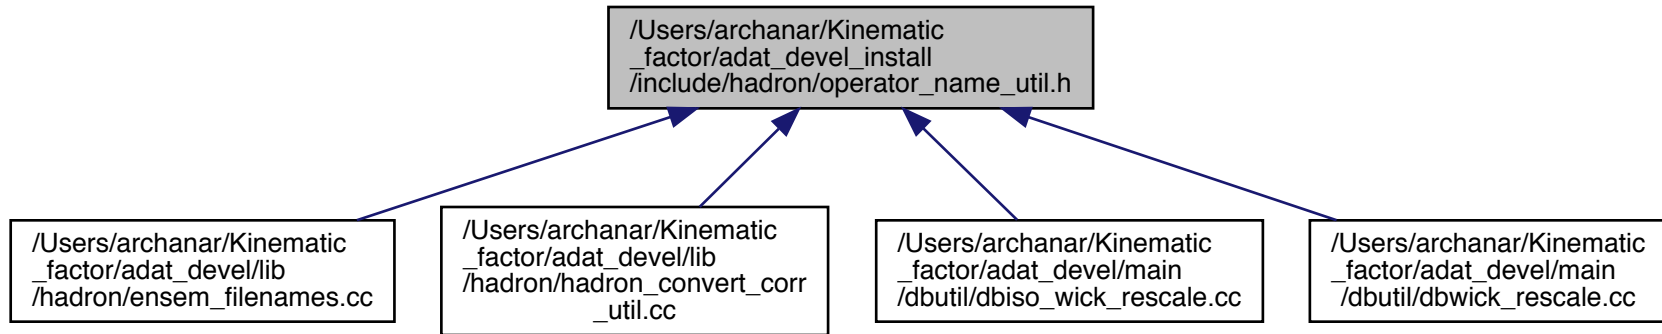 /Users/archanar/Kinematic
_factor/adat_devel_install
/include/hadron/operator_name_util.h
/Users/archanar/Kinematic
_factor/adat_devel/lib
/hadron/ensem_filenames.cc
/Users/archanar/Kinematic
_factor/adat_devel/lib
/hadron/hadron_convert_corr
_util.cc
/Users/archanar/Kinematic
_factor/adat_devel/main
/dbutil/dbiso_wick_rescale.cc
/Users/archanar/Kinematic
_factor/adat_devel/main
/dbutil/dbwick_rescale.cc